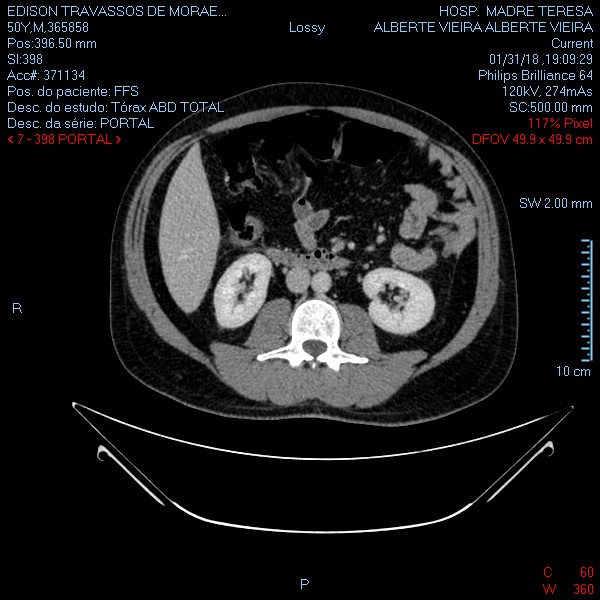 EDISON TRAVASSOS DE MORAE...
50Y,M,365858
Pos:396.50 mm
SI:398
Acc#: 371134
Pos. do paciente: FFS
Desc. do estudo: Tórax ABD TOTAL
Desc. da série: PORTAL
< 7 - 398 PORTAL >
Lossy
HOSP. MADRE TERESA
ALBERTE VIEIRA ALBERTE VIEIRA
Current
01/31/18 ,19:09:29
Philips Brilliance 64
120kV, 274mAs
SC:500.00 mm
117% Pixel
DFOV 49.9 x 49.9 cm
SW 2.00 mm
R
10 cm
P
C 60
W 360